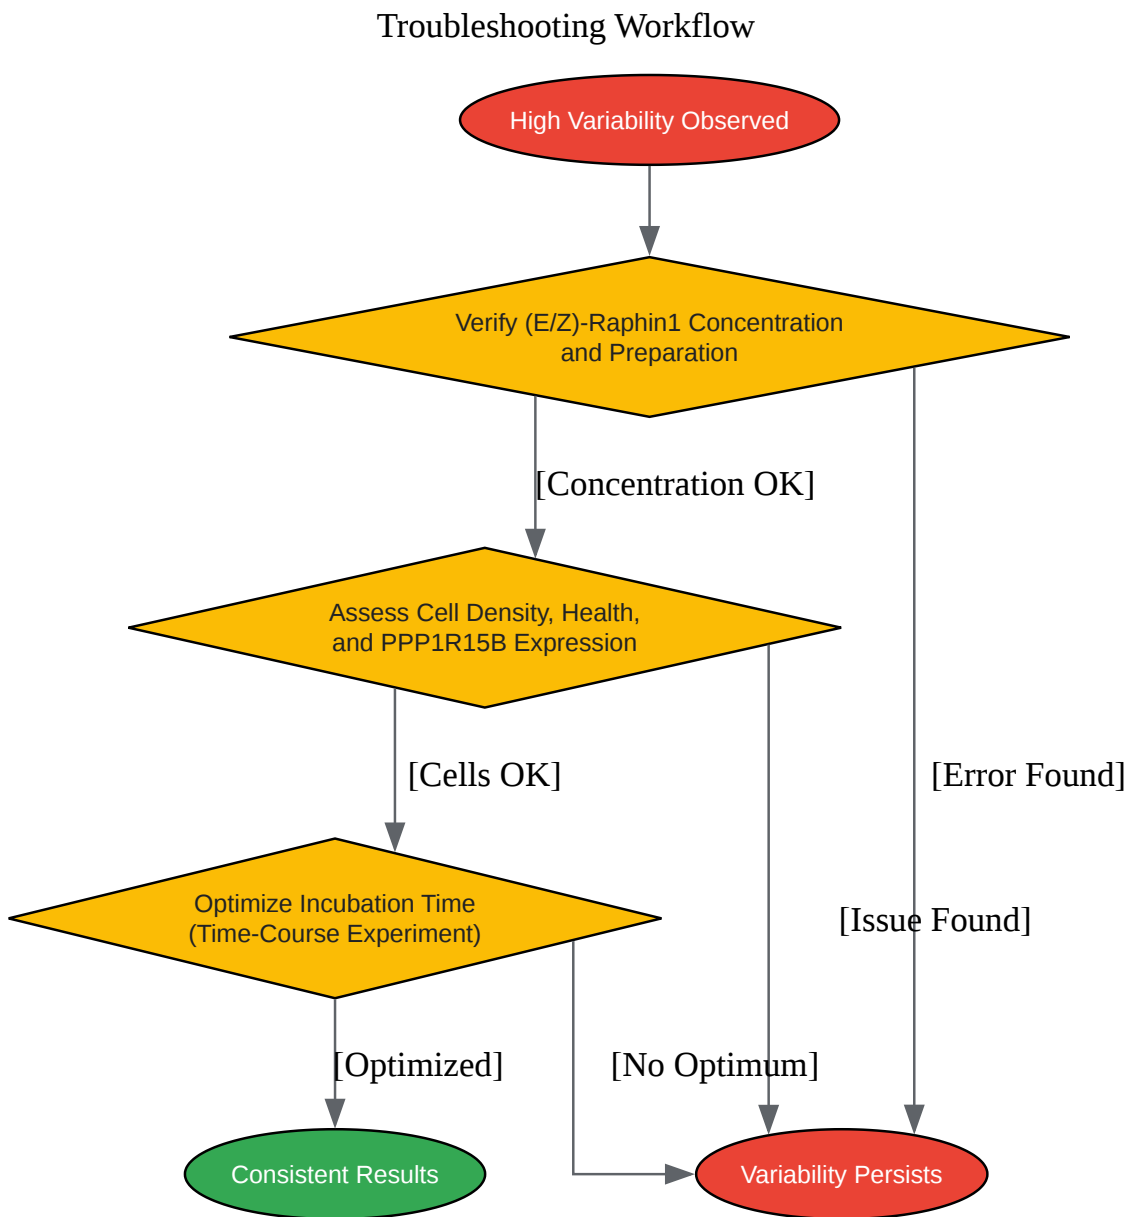 Troubleshooting Workflow
High Variability Observed
Verify (E/Z)-Raphin1 Concentration
and Preparation
[Concentration OK]
Assess Cell Density, Health,
and PPP1R15B Expression
[Cells OK]
[Error Found]
Optimize Incubation Time
(Time-Course Experiment)
[Issue Found]
[Optimized]
[No Optimum]
Consistent Results
Variability Persists